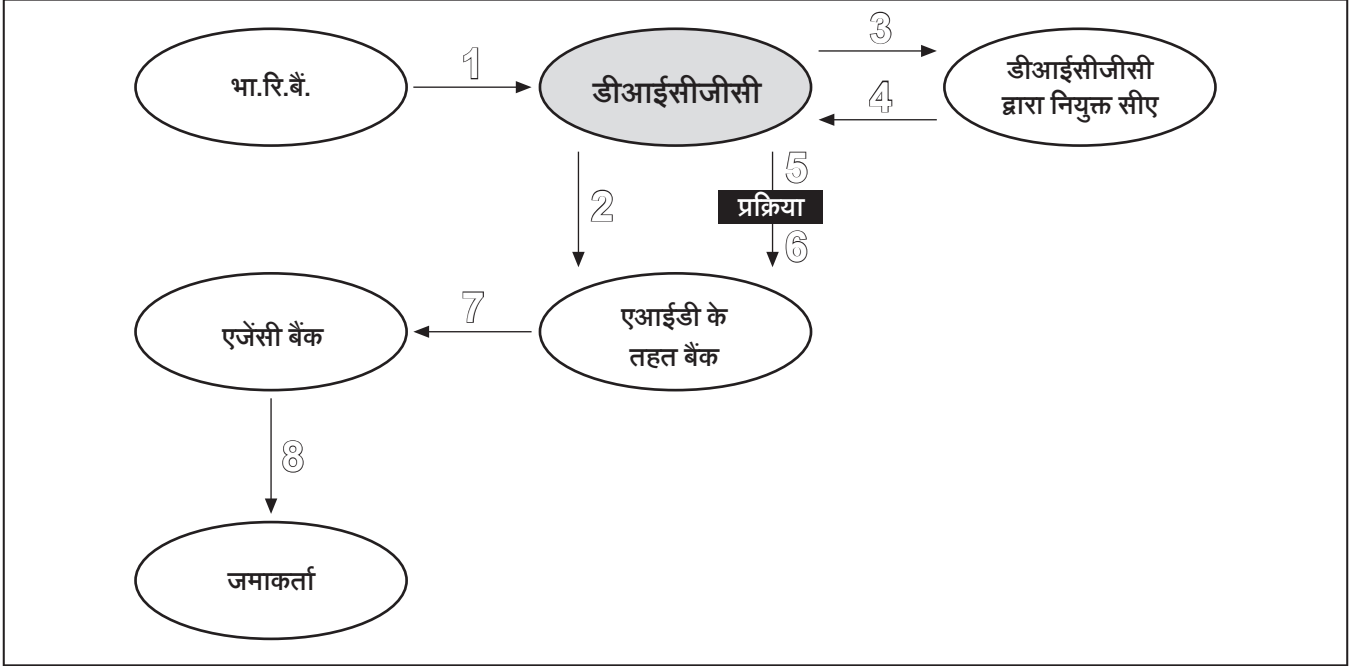 भा.रि.बैं.
1
डीआईसीजीसी
3
4
डीआईसीजीसी
द्वारा नियुक्त सीए
2
5
प्रक्रिया
6
एजेंसी बैंक
7
एआईडी के
तहत बैंक
8
जमाकर्ता